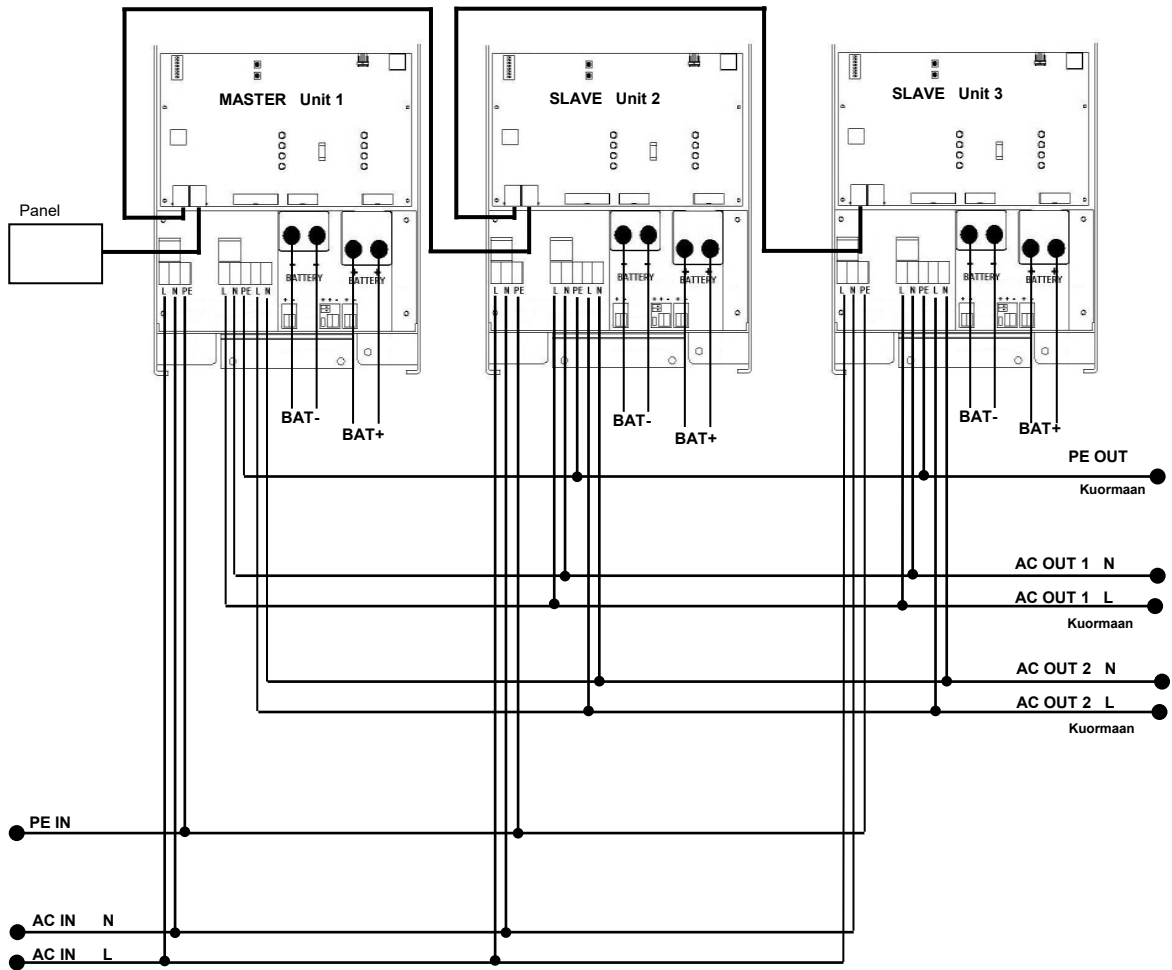 MASTER Unit 1
SLAVE Unit 2
SLAVE Unit 3
Panel
BATTERY
BATTERY
BATTERY
BATTERY
BATTERY
BATTERY
L N PE
L N PE L N
L N PE
L N PE L N
L N PE
L N PE L N
BAT-
BAT+
BAT-
BAT+
BAT-
BAT+
PE OUT
Kuormaan
AC OUT 1 N
AC OUT 1 L
Kuormaan
AC OUT 2 N
AC OUT 2 L
Kuormaan
PE IN
AC IN N
AC IN L